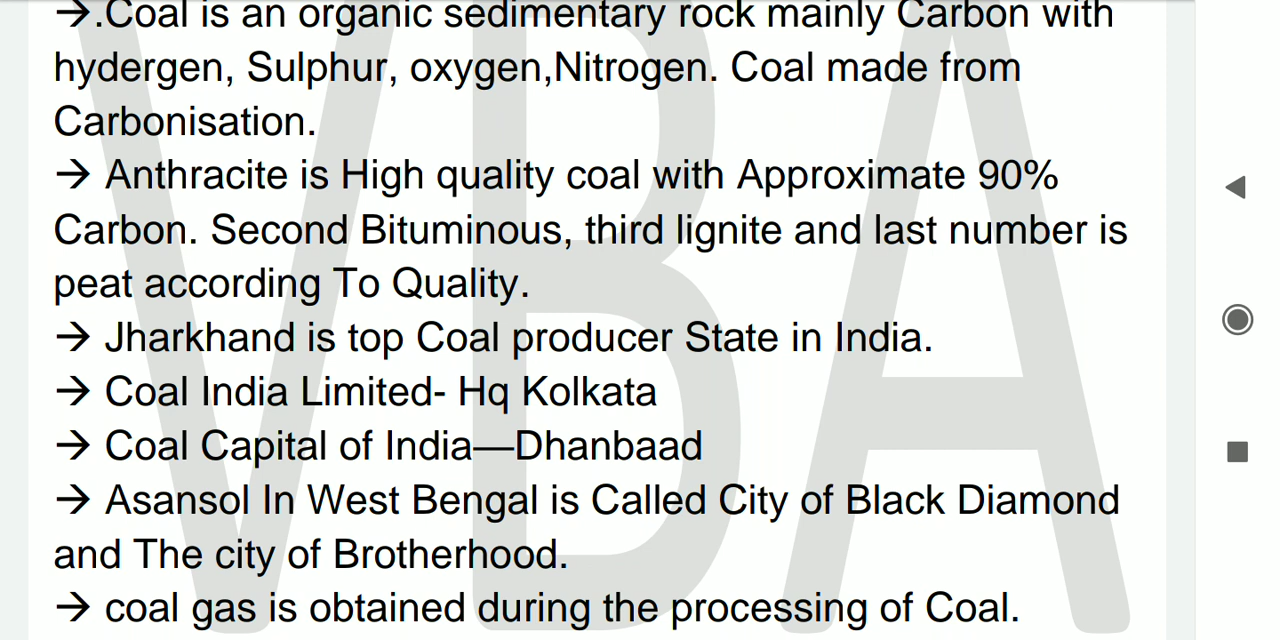 →.Coal is an organic sedimentary rock mainly Carbon with
hydergen, Sulphur, oxygen,Nitrogen. Coal made from
Carbonisation.
→ Anthracite is High quality coal with Approximate 90%
Carbon. Second Bituminous, third lignite and last number is
peat according To Quality.
→ Jharkhand is top Coal producer State in India.
→ Coal India Limited- Hq Kolkata
→ Coal Capital of India—Dhanbaad
→ Asansol In West Bengal is Called City of Black Diamond
and The city of Brotherhood.
→ coal gas is obtained during the processing of Coal.
VBA